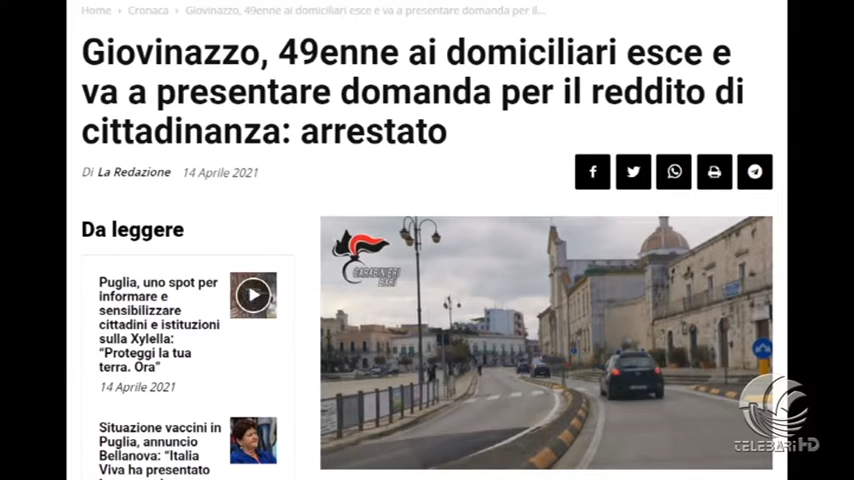 Home › Cronaca › Giovinazzo, 49enne ai domiciliari esce e va a presentare domanda per il...
Giovinazzo, 49enne ai domiciliari esce e
va a presentare domanda per il reddito di
cittadinanza: arrestato
Di La Redazione 14 Aprile 2021
Da leggere
Puglia, uno spot per
informare e
sensibilizzare
cittadini e istituzioni
sulla Xylella:
“Proteggi la tua
terra. Ora”
14 Aprile 2021
Situazione vaccini in
Puglia, annuncio
Bellanova: “Italia
Viva ha presentato
CARABINIERI
BARI
TELEBARI HD